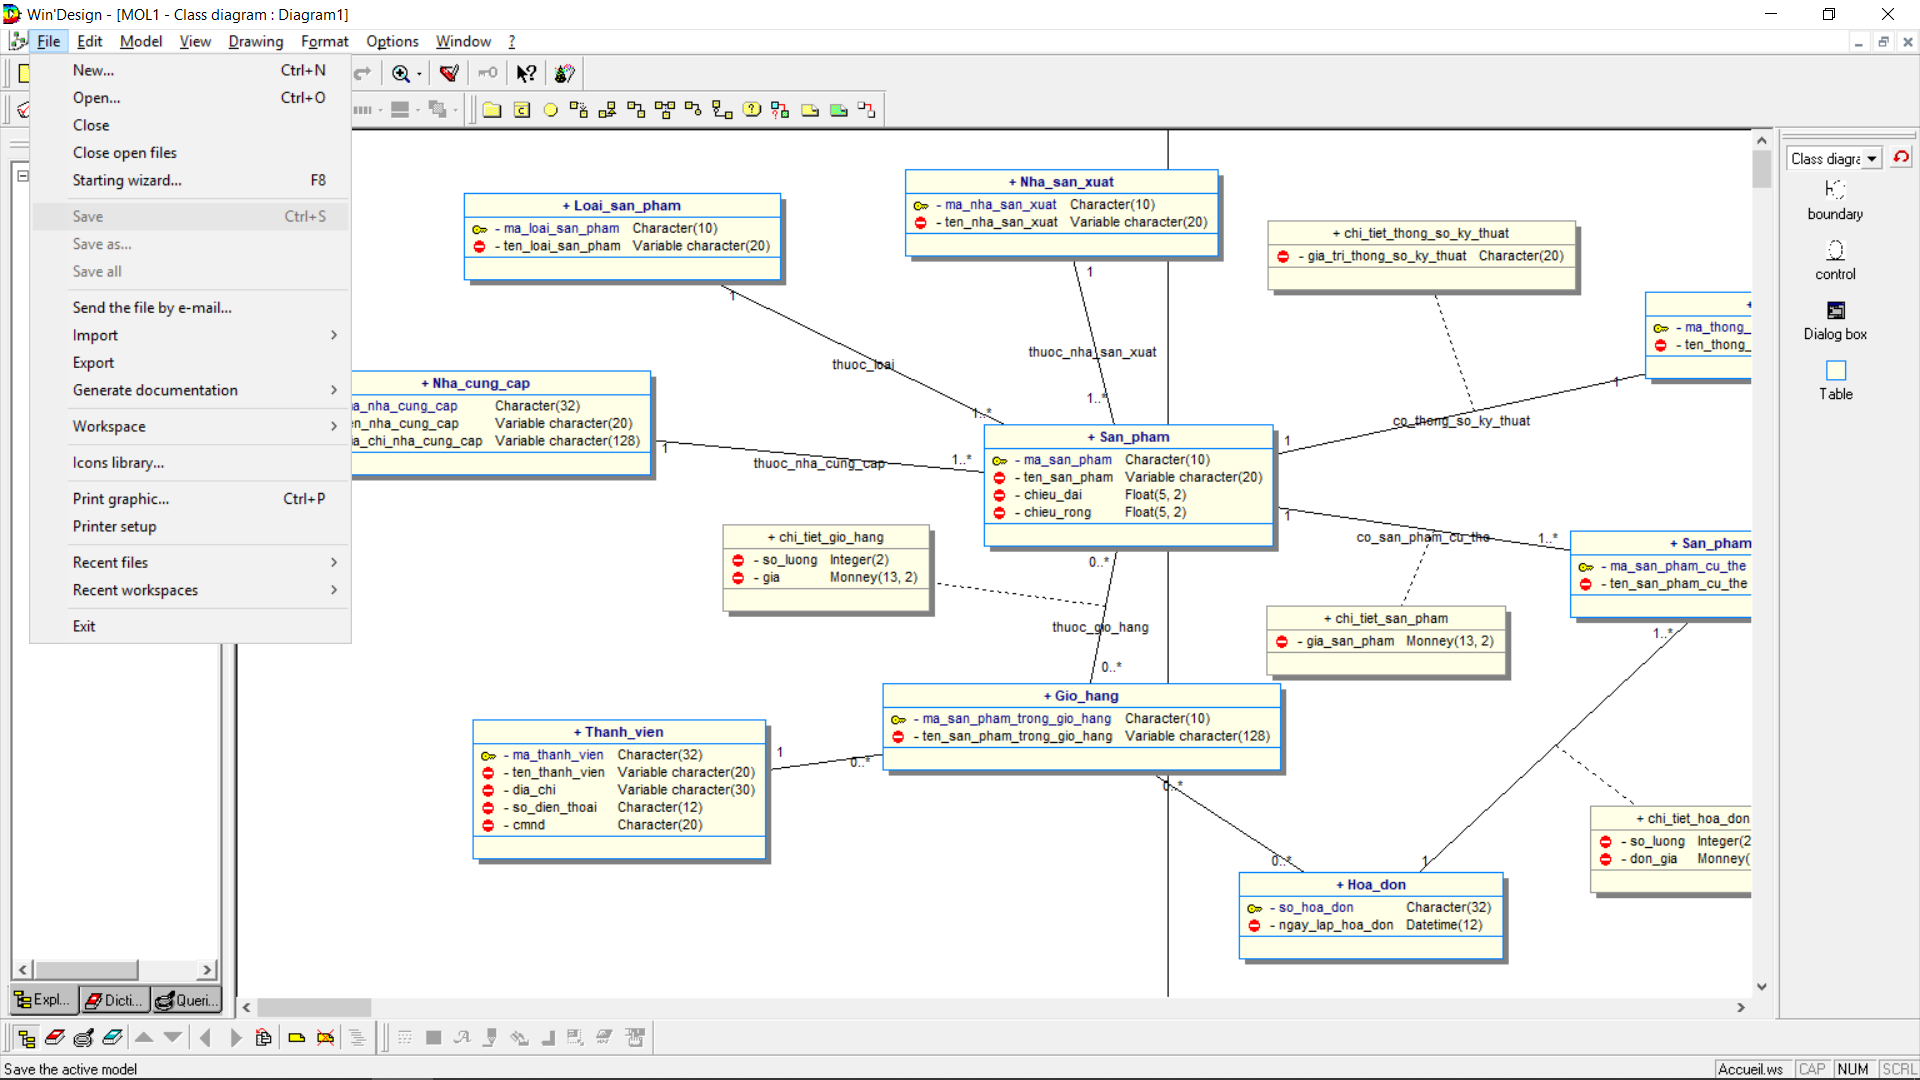 Win'Design - [MOL1 - Class diagram : Diagram1]
File Edit Model View Drawing Format Options Window ?
New... Ctrl+N
Open... Ctrl+O
Close
Close open files
Starting wizard... F8
Save Ctrl+S
Save as...
Save all
Send the file by e-mail...
Import
Export
Generate documentation
Workspace
Icons library...
Print graphic... Ctrl+P
Printer setup
Recent files
Recent workspaces
Exit
+ Loai_san_pham
- ma_loai_san_pham Character(10)
- ten_loai_san_pham Variable character(20)
+ Nha_san_xuat
- ma_nha_san_xuat Character(10)
- ten_nha_san_xuat Variable character(20)
+ chi_tiet_thong_so_ky_thuat
- gia_tri_thong_so_ky_thuat Character(20)
+
- ma_thong_
- ten_thong_
1
1
thuoc_loai
thuoc_nha_san_xuat
1..*
1..*
1
co_thong_so_ky_thuat
1
+ Nha_cung_cap
a_nha_cung_cap Character(32)
n_nha_cung_cap Variable character(20)
a_chi_nha_cung_cap Variable character(128)
1
thuoc_nha_cung_cap
1..*
+ San_pham
- ma_san_pham Character(10)
- ten_san_pham Variable character(20)
- chieu_dai Float(5, 2)
- chieu_rong Float(5, 2)
1
co_san_pham_cu_the
1..*
+ San_pham
- ma_san_pham_cu_the
- ten_san_pham_cu_the
1..*
+ chi_tiet_gio_hang
- so_luong Integer(2)
- gia Monney(13, 2)
0..*
thuoc_gio_hang
0..*
+ chi_tiet_san_pham
- gia_san_pham Monney(13, 2)
+ Gio_hang
- ma_san_pham_trong_gio_hang Character(10)
- ten_san_pham_trong_gio_hang Variable character(128)
+ Thanh_vien
- ma_thanh_vien Character(32)
- ten_thanh_vien Variable character(20)
- dia_chi Variable character(30)
- so_dien_thoai Character(12)
- cmnd Character(20)
1
0..*
0..*
0..*
1
+ chi_tiet_hoa_don
- so_luong Integer(2
- don_gia Monney(
+ Hoa_don
- so_hoa_don Character(32)
- ngay_lap_hoa_don Datetime(12)
Class diagra
boundary
control
Dialog box
Table
Expl... Dicti... Queri...
Save the active model
Accueil.ws CAP NUM SCRL